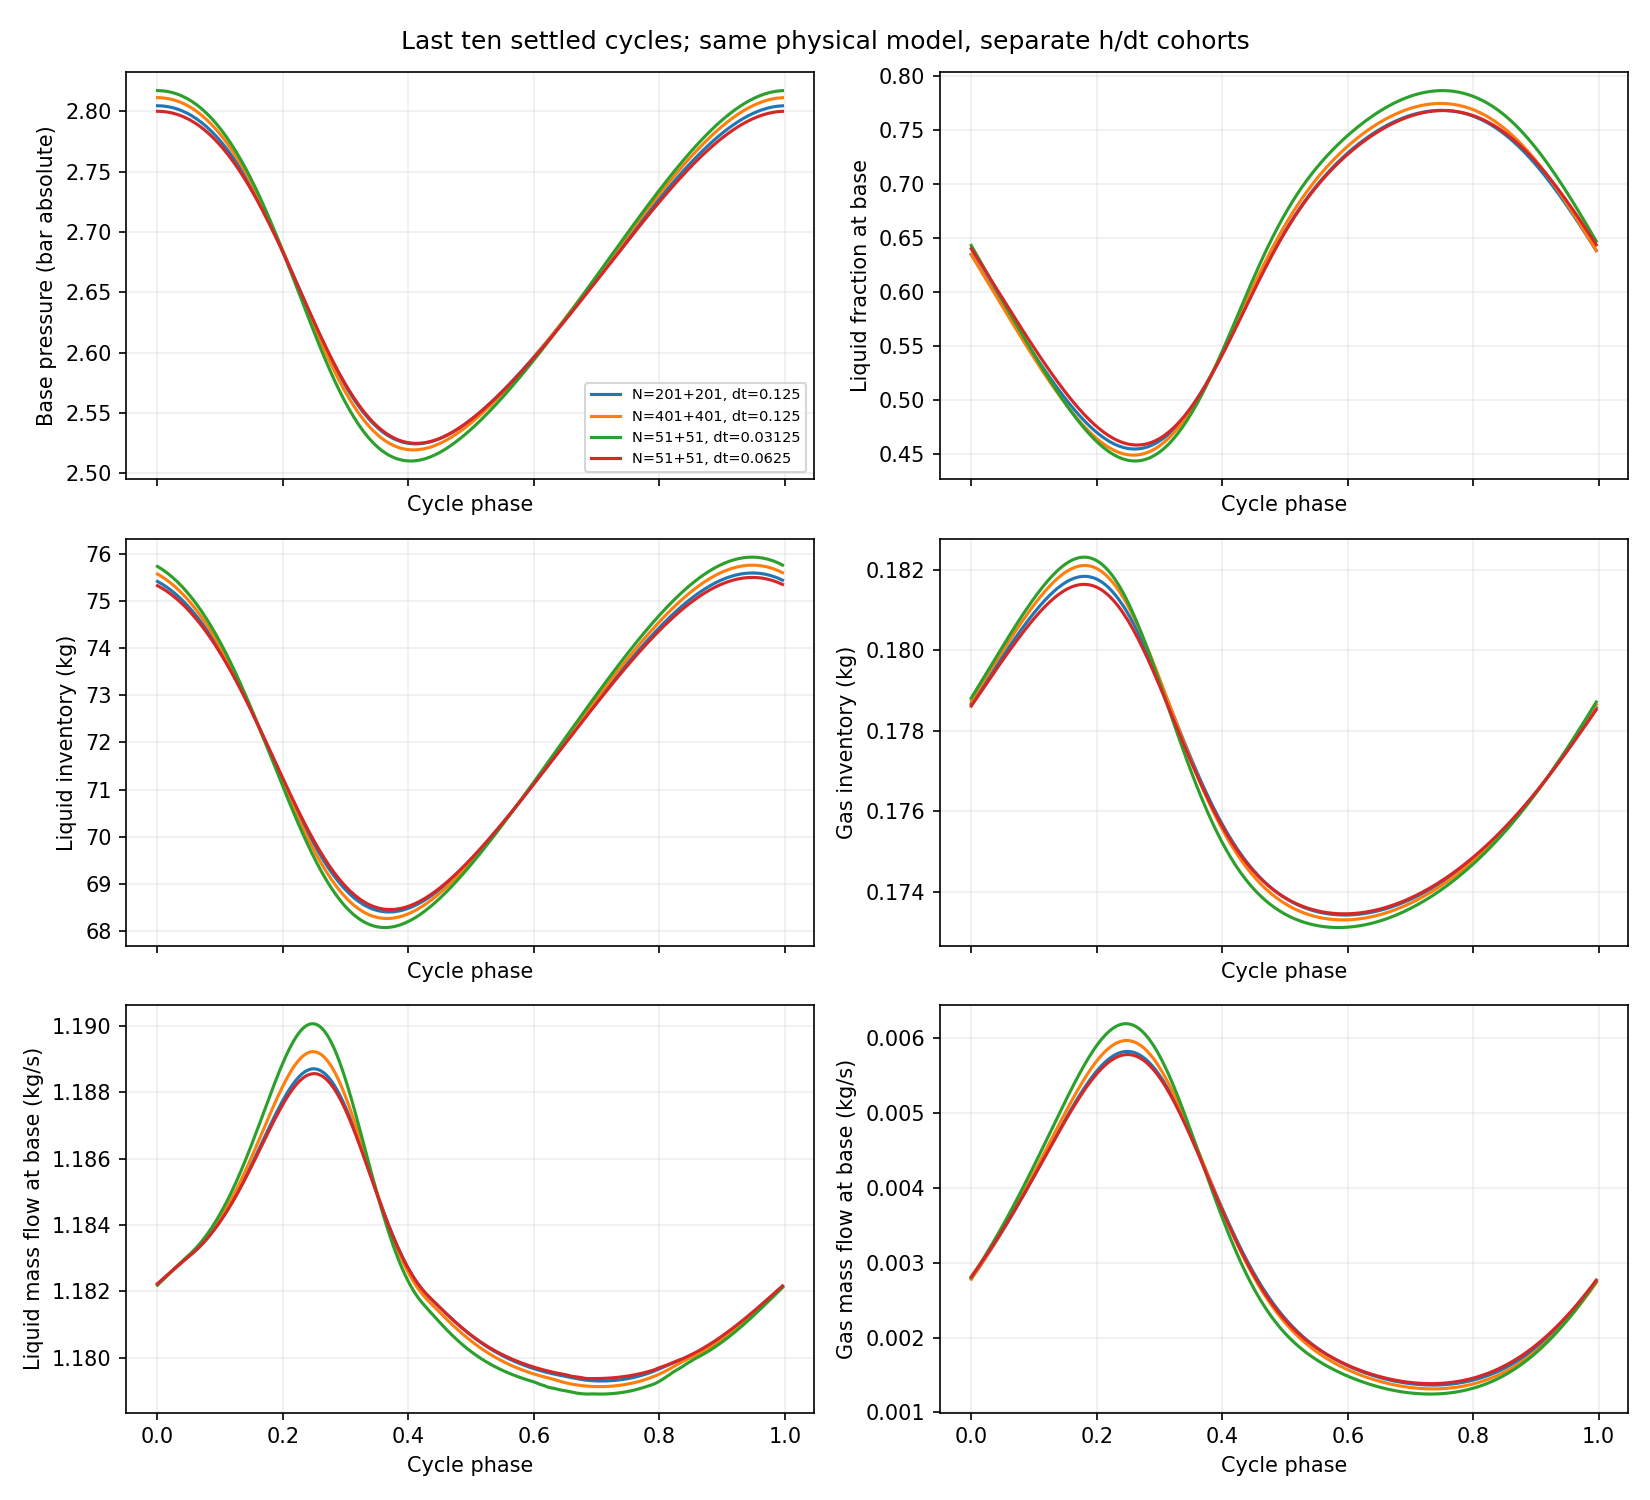 Last ten settled cycles; same physical model, separate h/dt cohorts
Base pressure (bar absolute)
2.80
2.75
2.70
2.65
2.60
2.55
2.50
N=201+201, dt=0.125
N=401+401, dt=0.125
N=51+51, dt=0.03125
N=51+51, dt=0.0625
Cycle phase
Liquid fraction at base
0.80
0.75
0.70
0.65
0.60
0.55
0.50
0.45
Cycle phase
Liquid inventory (kg)
76
75
74
73
72
71
70
69
68
Cycle phase
Gas inventory (kg)
0.182
0.180
0.178
0.176
0.174
Cycle phase
Liquid mass flow at base (kg/s)
1.190
1.188
1.186
1.184
1.182
1.180
0.0 0.2 0.4 0.6 0.8 1.0
Cycle phase
Gas mass flow at base (kg/s)
0.006
0.005
0.004
0.003
0.002
0.001
0.0 0.2 0.4 0.6 0.8 1.0
Cycle phase